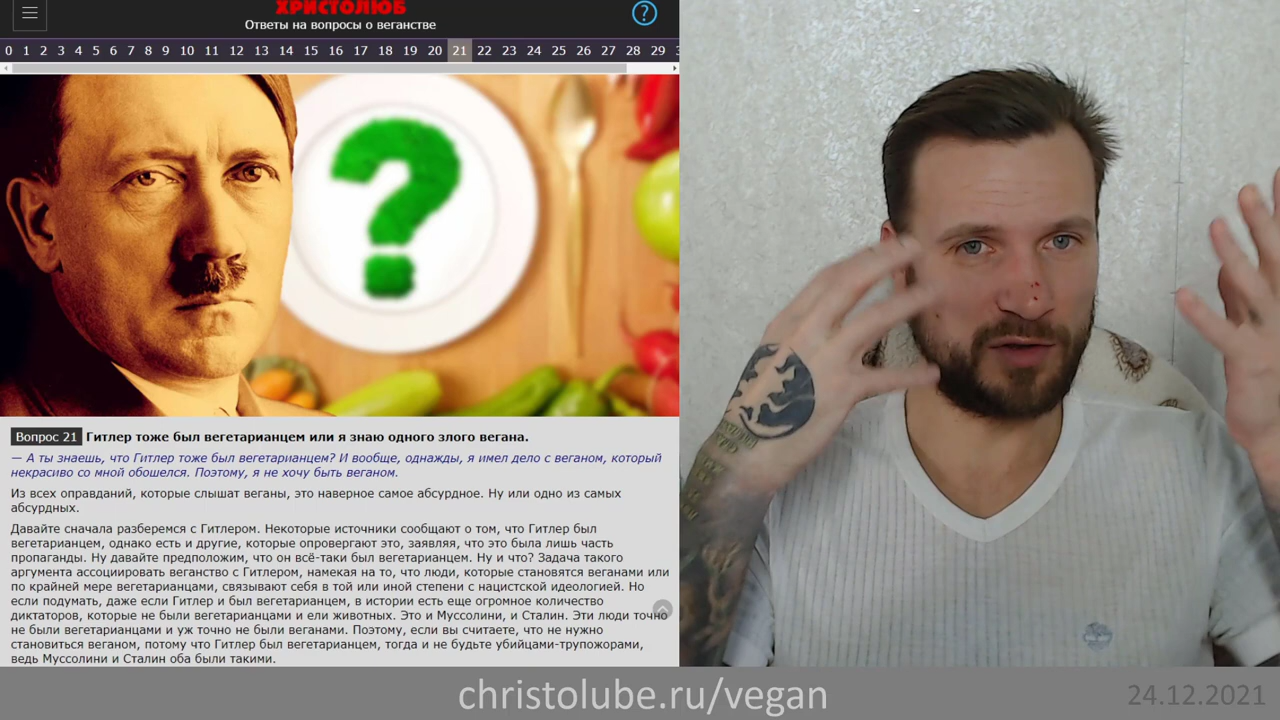 ХРИСТОЛЮБ
Ответы на вопросы о веганстве
?
0 1 2 3 4 5 6 7 8 9 10 11 12 13 14 15 16 17 18 19 20 21 22 23 24 25 26 27 28 29
Вопрос 21 Гитлер тоже был вегетарианцем или я знаю одного злого вегана.
— А ты знаешь, что Гитлер тоже был вегетарианцем? И вообще, однажды, я имел дело с веганом, который
некрасиво со мной обошелся. Поэтому, я не хочу быть веганом.
Из всех оправданий, которые слышат веганы, это наверное самое абсурдное. Ну или одно из самых
абсурдных.
Давайте сначала разберемся с Гитлером. Некоторые источники сообщают о том, что Гитлер был
вегетарианцем, однако есть и другие, которые опровергают это, заявляя, что это была лишь часть
пропаганды. Ну давайте предположим, что он всё-таки был вегетарианцем. Ну и что? Задача такого
аргумента ассоциировать веганство с Гитлером, намекая на то, что люди, которые становятся веганами или
по крайней мере вегетарианцами, связывают себя в той или иной степени с нацистской идеологией. Но
если подумать, даже если Гитлер и был вегетарианцем, в истории есть еще огромное количество
диктаторов, которые не были вегетарианцами и ели животных. Это и Муссолини, и Сталин. Эти люди точно
не были вегетарианцами и уж точно не были веганами. Поэтому, если вы считаете, что не нужно
становиться веганом, потому что Гитлер был вегетарианцем, тогда и не будьте убийцами-трупожорами,
ведь Муссолини и Сталин оба были такими.
christolube.ru/vegan
24.12.2021